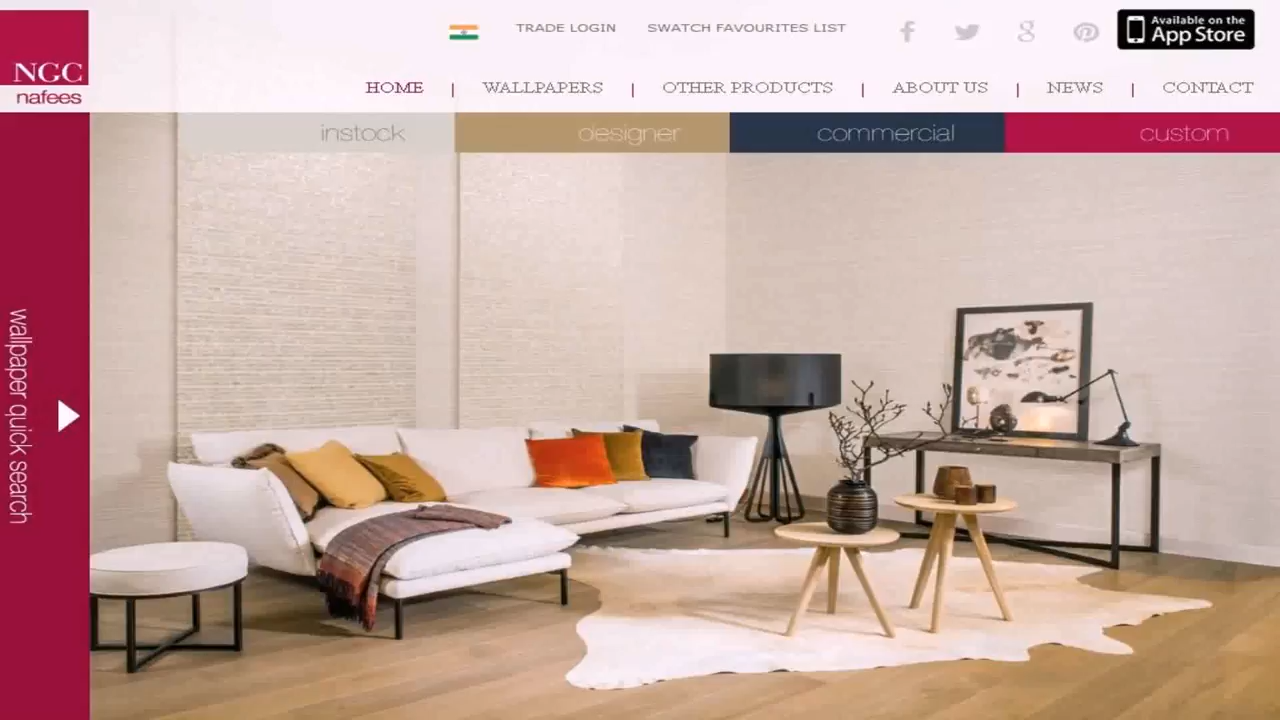 TRADE LOGIN SWATCH FAVOURITES LIST
Available on the
App Store
NGC
nafees
HOME | WALLPAPERS | OTHER PRODUCTS | ABOUT US | NEWS | CONTACT
instock designer commercial custom
wallpaper quick search